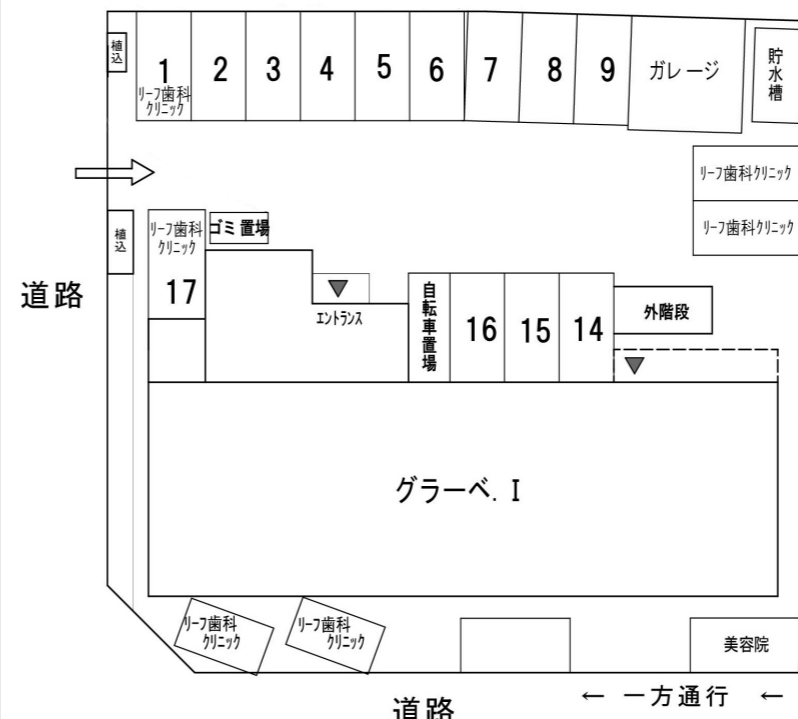 植込
1
リーフ歯科
クリニック
2
3
4
5
6
7
8
9
ガレージ
貯水槽
リーフ歯科クリニック
リーフ歯科クリニック
植込
リーフ歯科
クリニック
17
ゴミ置場
エントランス
自転車置場
16
15
14
外階段
道路
グラーベ. I
リーフ歯科
クリニック
リーフ歯科
クリニック
美容院
道路
← 一方通行 ←